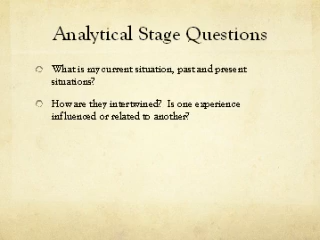 Analytical Stage Questions
What is my current situation, past and present
situations?
How are they intertwined? Is one experience
influenced or related to another?